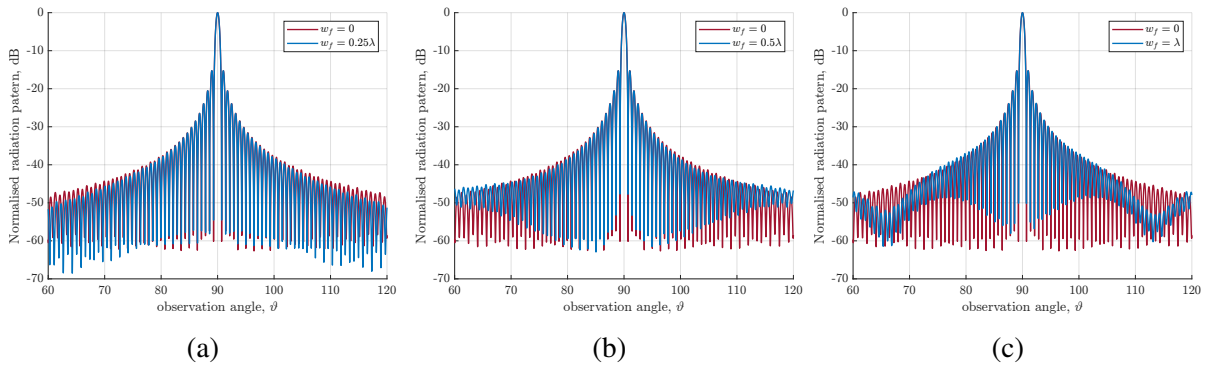 0
-10
-20
-30
-40
-50
-60
-70
Normalised radiation patern, dB
60 70 80 90 100 110 120
observation angle, ϑ
w_f = 0
w_f = 0.25λ
(a)
0
-10
-20
-30
-40
-50
-60
-70
Normalised radiation patern, dB
60 70 80 90 100 110 120
observation angle, ϑ
w_f = 0
w_f = 0.5λ
(b)
0
-10
-20
-30
-40
-50
-60
-70
Normalised radiation patern, dB
60 70 80 90 100 110 120
observation angle, ϑ
w_f = 0
w_f = λ
(c)